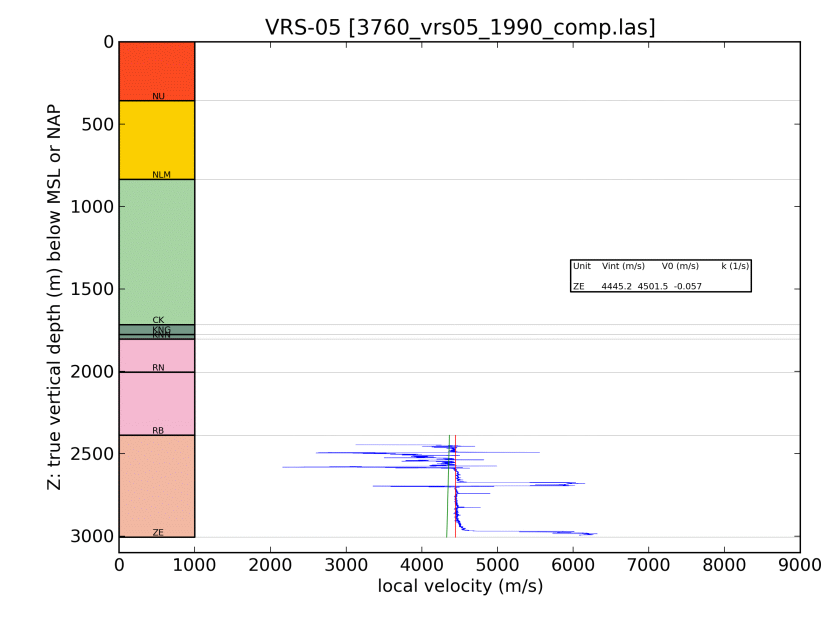 VRS-05 [3760_vrs05_1990_comp.las]
Z: true vertical depth (m) below MSL or NAP
0
500
1000
1500
2000
2500
3000
NU
NLM
CK
KNG
KNN
RN
RB
ZE
Unit Vint (m/s) V0 (m/s) k (1/s)
ZE 4445.2 4501.5 -0.057
0 1000 2000 3000 4000 5000 6000 7000 8000 9000
local velocity (m/s)